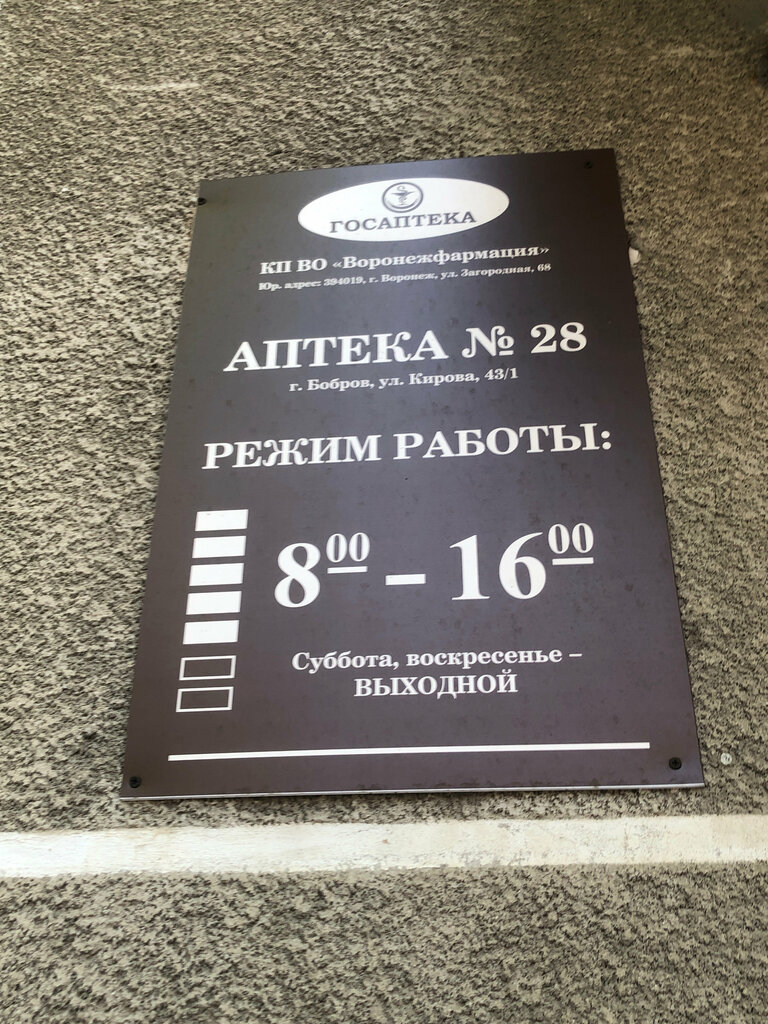 ГОСАПТЕКА
КП ВО «Воронежфармация»
Юр. адрес: 394019, г. Воронеж, ул. Загородная, 68
АПТЕКА № 28
г. Бобров, ул. Кирова, 43/1
РЕЖИМ РАБОТЫ:
8⁰⁰ – 16⁰⁰
Суббота, воскресенье –
ВЫХОДНОЙ